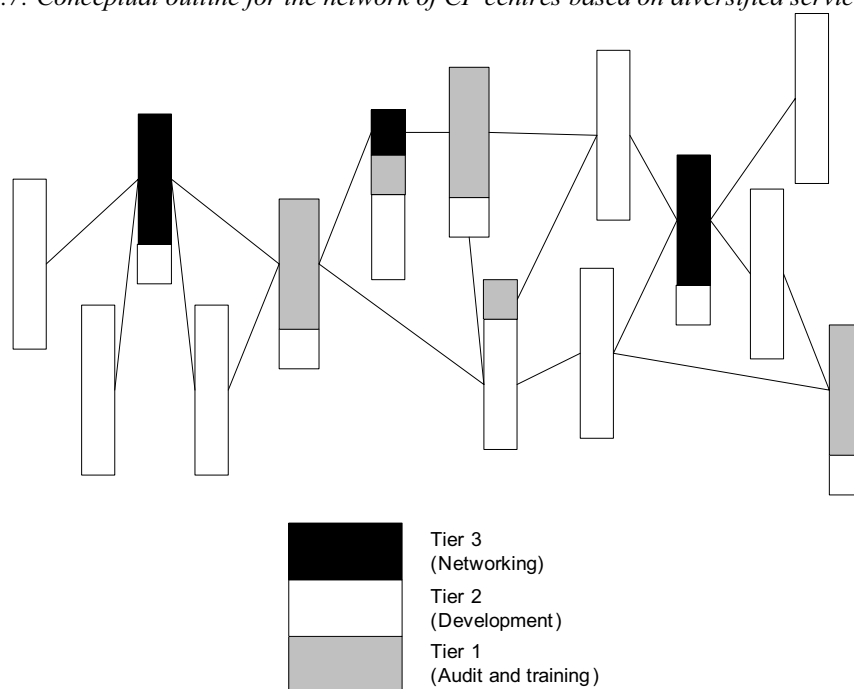 .7: Conceptual outline for the network of CP centres based on diversified
Tier 3
(Networking)
Tier 2
(Development)
Tier 1
(Audit and training)